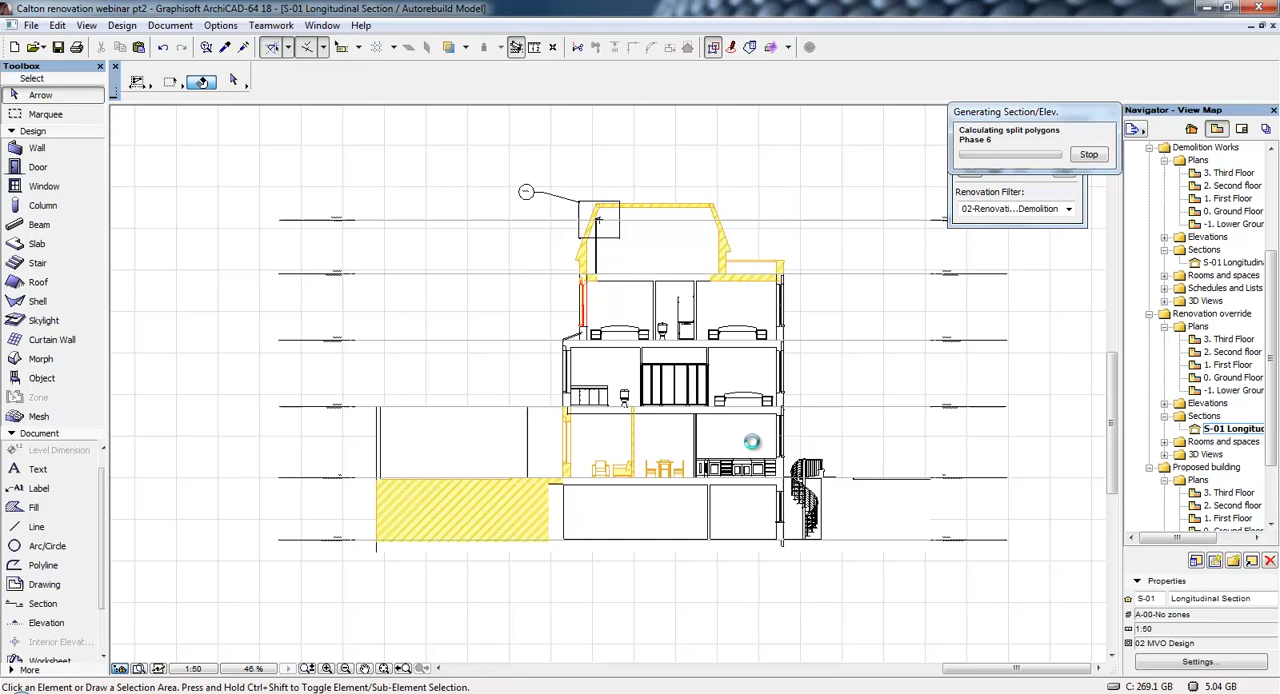 Calton renovation webinar pt2 - Graphisoft ArchiCAD-64 18 - [S-01 Longitudinal Section / Autorebuild Model]
File Edit View Design Document Options Teamwork Window Help
Toolbox
Select
Arrow
Marquee
Design
Wall
Door
Window
Column
Beam
Slab
Stair
Roof
Shell
Skylight
Curtain Wall
Morph
Object
Zone
Mesh
Document
Level Dimension
Text
Label
Fill
Line
Arc/Circle
Polyline
Drawing
Section
Elevation
Interior Elevat...
Worksheet
More
Generating Section/Elev.
Calculating split polygons
Phase 6
Stop
Renovation Filter:
02-Renovati...Demolition
Navigator - View Map
Demolition Works
Plans
3. Third Floor
2. Second floor
1. First Floor
0. Ground Floor
-1. Lower Grour
Elevations
Sections
S-01 Longitudin
Rooms and spaces
Schedules and Lists
3D Views
Renovation override
Plans
3. Third Floor
2. Second floor
1. First Floor
0. Ground Floor
-1. Lower Grour
Elevations
Sections
S-01 Longitud
Rooms and spaces
3D Views
Proposed building
Plans
3. Third Floor
2. Second floor
1. First Floor
Properties
S-01 Longitudinal Section
A-00-No zones
1:50
02 MVO Design
Settings...
1:50 46 %
Click an Element or Draw a Selection Area. Press and Hold Ctrl+Shift to Toggle Element/Sub-Element Selection.
C: 269.1 GB 5.04 GB